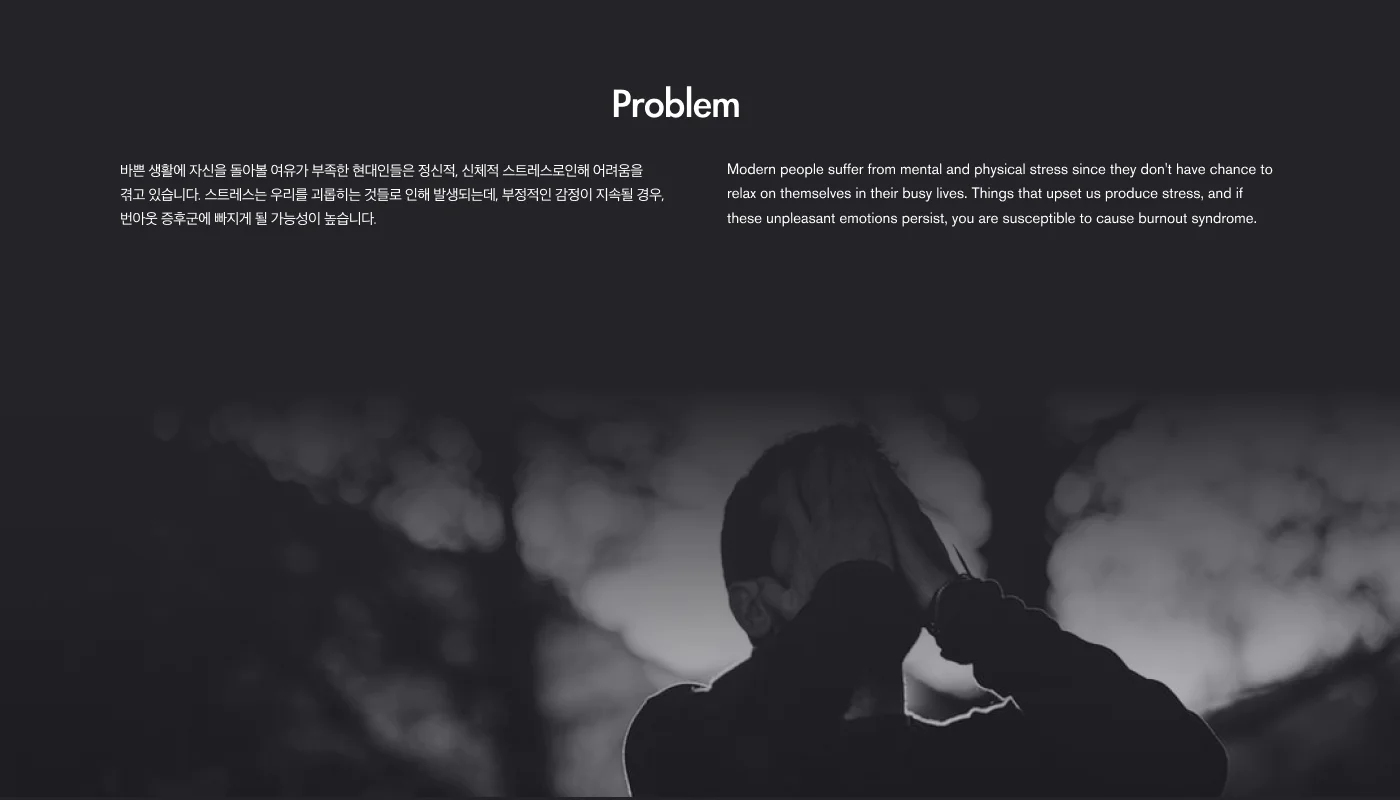 Problem
바쁜 생활에 자신을 돌아볼 여유가 부족한 현대인들은 정신적, 신체적 스트레스로인해 어려움을
겪고 있습니다. 스트레스는 우리를 괴롭히는 것들로 인해 발생되는데, 부정적인 감정이 지속될 경우,
번아웃 증후군에 빠지게 될 가능성이 높습니다.
Modern people suffer from mental and physical stress since they don't have chance to
relax on themselves in their busy lives. Things that upset us produce stress, and if
these unpleasant emotions persist, you are susceptible to cause burnout syndrome.